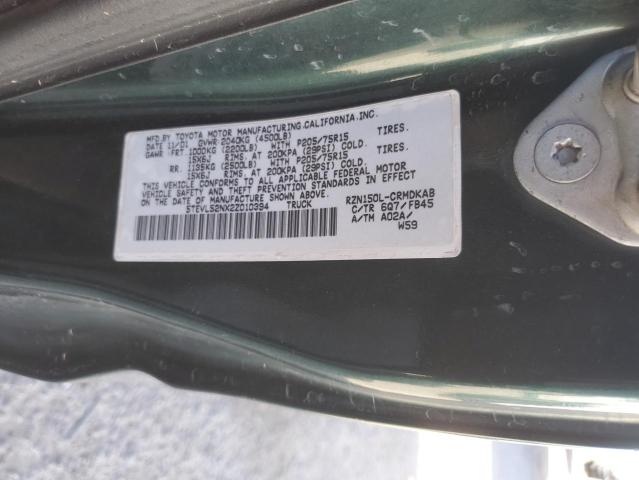 MFD.BY TOYOTA MOTOR MANUFACTURING.CALIFORNIA.INC.
DATE 11/01 GVWR 2040KG (4500LB)
GAWR FRT 1000KG (2200LB) WITH P205/75R15 TIRES.
15X6J RIMS. AT 200KPA (29PSI) COLD.
RR. 1135KG (2500LB) WITH P205/75R15 TIRES.
15X6J RIMS. AT 200KPA (29PSI) COLD.
THIS VEHICLE CONFORMS TO ALL APPLICABLE FEDERAL MOTOR
VEHICLE SAFETY AND THEFT PREVENTION STANDARDS IN EFFECT
ON THE DATE OF MANUFACTURE SHOWN ABOVE.
5TEVL52NX2Z010394 TRUCK
RZN150L-CRMDKAB
C/TR 6Q7/FB45
A/TM A02A/
W59